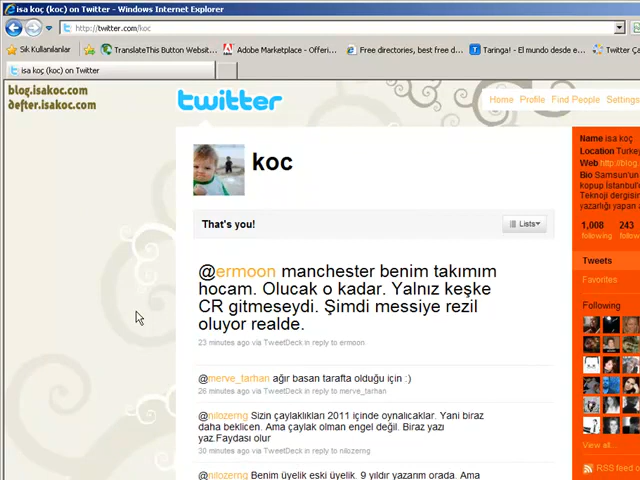 isa koç (koc) on Twitter - Windows Internet Explorer
http://twitter.com/koc
Sık Kullanılanlar
TranslateThis Button Websit...
Adobe Marketplace - Offeri...
Free directories, best free d...
Taringa! - El mundo desde e...
Twitter Ça
isa koç (koc) on Twitter
blog.isakoc.com
defter.isakoc.com
twitter
Home Profile Find People Settings
koc
Name isa koç
Location Turkey
Web http://blog.
Bio Samsun'un
kopup İstanbul'
Teknoji dergisin
yazarlığı yapan
That's you!
Lists
1,008 243
following follow
@ermoon manchester benim takımım
hocam. Olucak o kadar. Yalnız keşke
CR gitmeseydi. Şimdi messiye rezil
oluyor realde.
23 minutes ago via TweetDeck in reply to ermoon
Tweets
Favorites
Following
@merve_tarhan ağır basan tarafta olduğu için :)
26 minutes ago via TweetDeck in reply to merve_tarhan
@nilozerng Sizin çaylaklıkları 2011 içinde oynalıcaklar. Yani biraz
daha beklicen. Ama çaylak olman engel değil. Biraz yazı
yaz.Faydası olur
30 minutes ago via TweetDeck in reply to nilozerng
View all...
RSS feed o
@nilozerng Benim üyelik eski üyelik. 9 yıldır yazarım orada. Ama